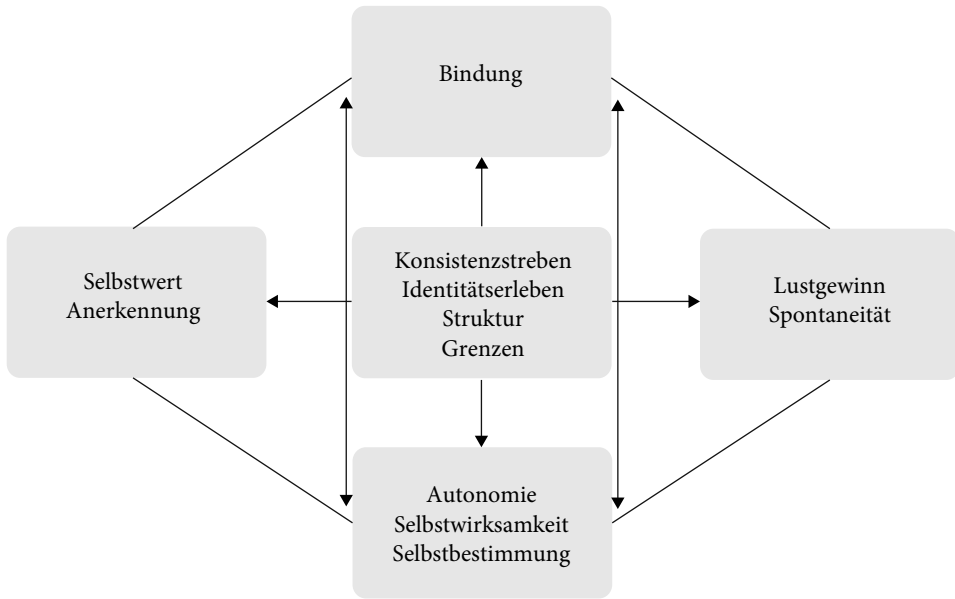 Bindung
Selbstwert
Anerkennung
Konsistenzstreben
Identitätserleben
Struktur
Grenzen
Lustgewinn
Spontaneität
Autonomie
Selbstwirksamkeit
Selbstbestimmung